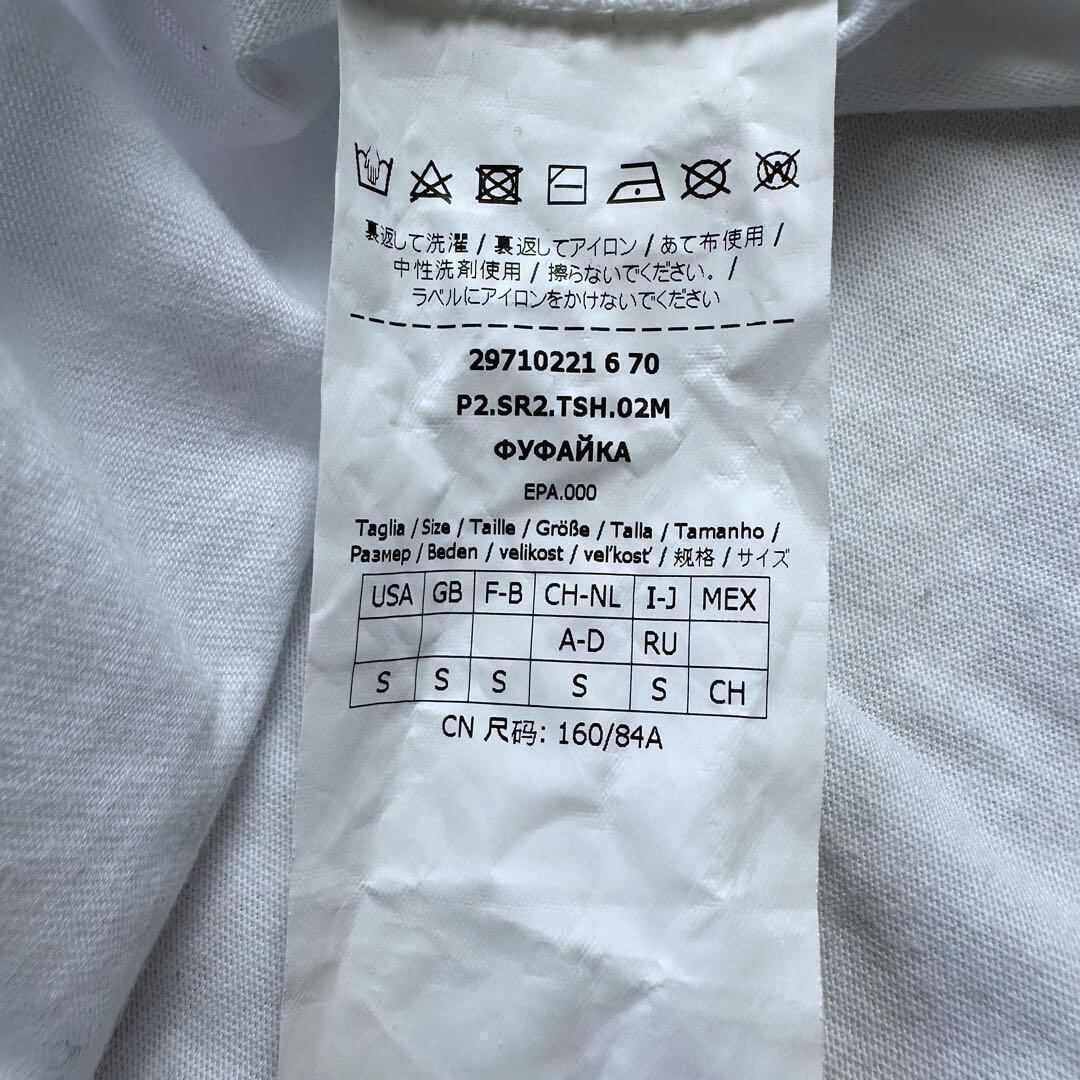 裏返して洗濯 / 裏返してアイロン / あて布使用 /
中性洗剤使用 / 擦らないでください。 /
ラベルにアイロンをかけないでください
29710221 6 70
P2.SR2.TSH.02M
ФУФАЙКА
EPA.000
Taglia / Size / Taille / Größe / Talla / Tamanho /
Размер / Beden / velikost / veľkosť / 规格 / サイズ
USA GB F-B CH-NL I-J MEX
A-D RU
S S S S S CH
CN 尺码: 160/84A